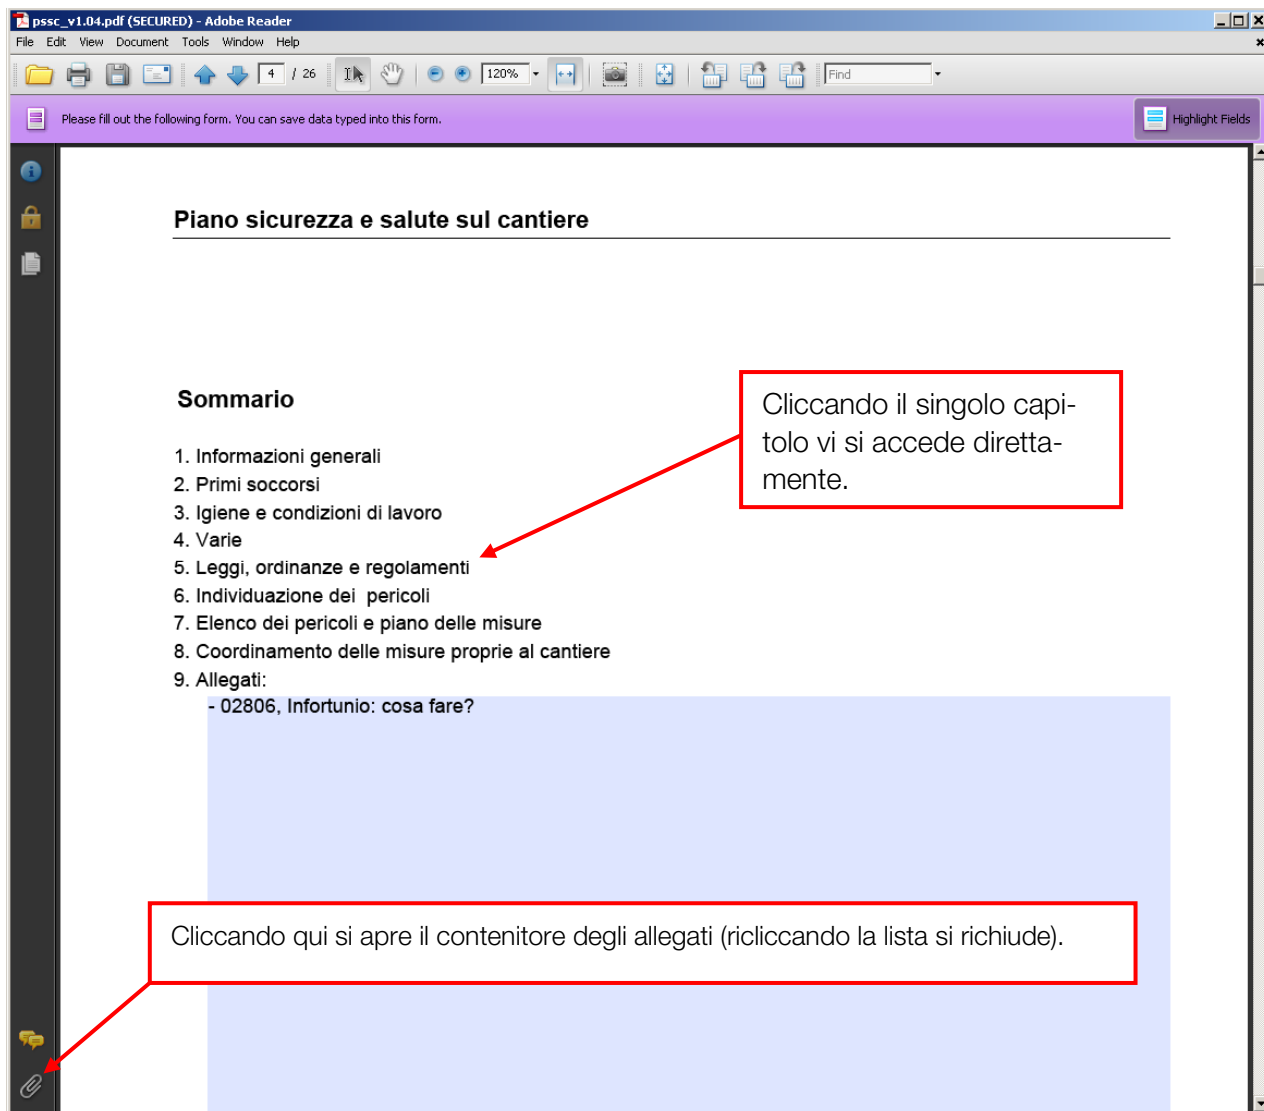 pssc_v1.04.pdf (SECURED) - Adobe Reader
File Edit View Document Tools Window Help
4 / 26 120% Find
Please fill out the following form. You can save data typed into this form.
Highlight Fields
Piano sicurezza e salute sul cantiere
Sommario
1. Informazioni generali
2. Primi soccorsi
3. Igiene e condizioni di lavoro
4. Varie
5. Leggi, ordinanze e regolamenti
6. Individuazione dei  pericoli
7. Elenco dei pericoli e piano delle misure
8. Coordinamento delle misure proprie al cantiere
9. Allegati:
- 02806, Infortunio: cosa fare?
Cliccando il singolo capi-
tolo vi si accede diretta-
mente.
Cliccando qui si apre il contenitore degli allegati (ricliccando la lista si richiude).